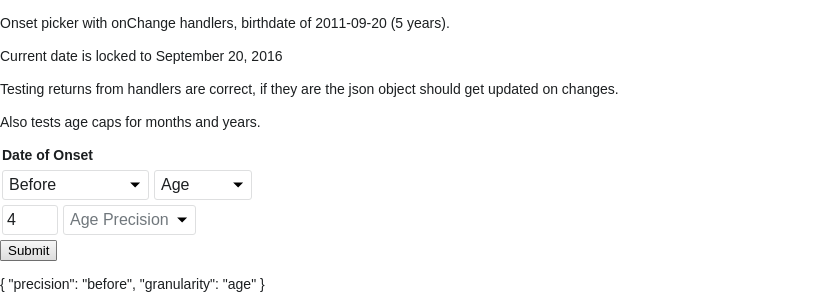 Onset picker with onChange handlers, birthdate of 2011-09-20 (5 years).
Current date is locked to September 20, 2016
Testing returns from handlers are correct, if they are the json object should get updated on changes.
Also tests age caps for months and years.
Date of Onset
Before Age
4 Age Precision
Submit
{ "precision": "before", "granularity": "age" }